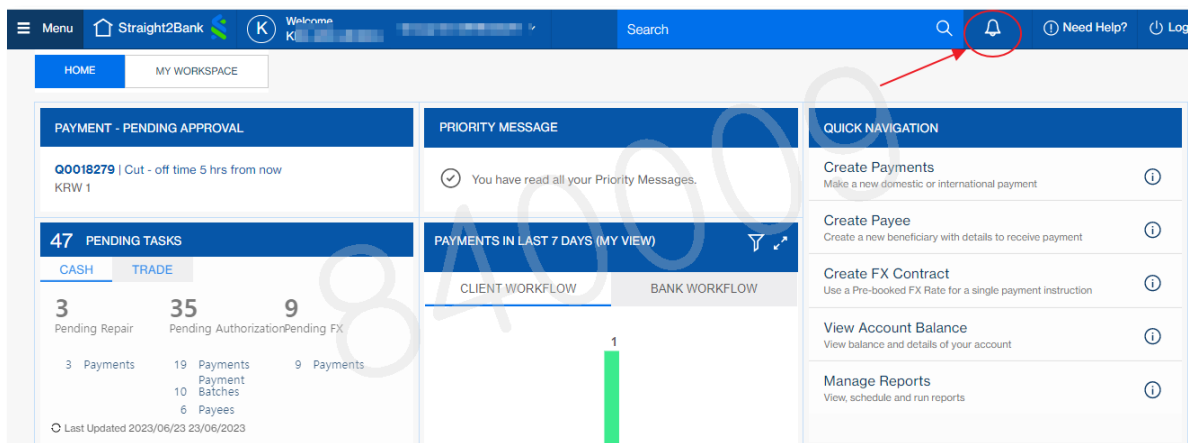 Menu Straight2Bank K Welcome Search Need Help? Log
HOME MY WORKSPACE
PAYMENT - PENDING APPROVAL
Q0018279 | Cut - off time 5 hrs from now
KRW 1
PRIORITY MESSAGE
You have read all your Priority Messages.
QUICK NAVIGATION
Create Payments
Make a new domestic or international payment
Create Payee
Create a new beneficiary with details to receive payment
Create FX Contract
Use a Pre-booked FX Rate for a single payment instruction
View Account Balance
View balance and details of your account
Manage Reports
View, schedule and run reports
47 PENDING TASKS
CASH TRADE
3 35 9
Pending Repair Pending Authorization Pending FX
3 Payments 19 Payments 9 Payments
Payment
10 Batches
6 Payees
Last Updated 2023/06/23 23/06/2023
PAYMENTS IN LAST 7 DAYS (MY VIEW)
CLIENT WORKFLOW BANK WORKFLOW
1
840009